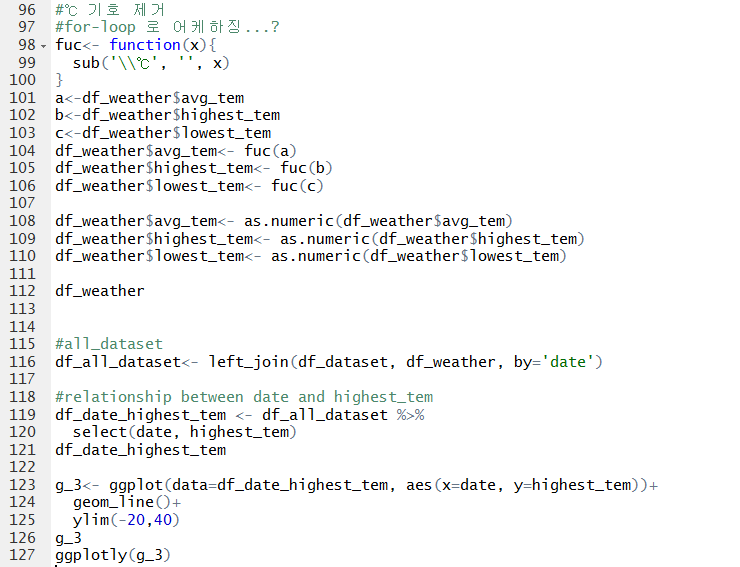 96 #℃ 기호 제거
97 #for-loop 로 어케하징...?
98 fuc<- function(x){
99   sub('\\℃', '', x)
100 }
101 a<-df_weather$avg_tem
102 b<-df_weather$highest_tem
103 c<-df_weather$lowest_tem
104 df_weather$avg_tem<- fuc(a)
105 df_weather$highest_tem<- fuc(b)
106 df_weather$lowest_tem<- fuc(c)
107
108 df_weather$avg_tem<- as.numeric(df_weather$avg_tem)
109 df_weather$highest_tem<- as.numeric(df_weather$highest_tem)
110 df_weather$lowest_tem<- as.numeric(df_weather$lowest_tem)
111
112 df_weather
113
114
115 #all_dataset
116 df_all_dataset<- left_join(df_dataset, df_weather, by='date')
117
118 #relationship between date and highest_tem
119 df_date_highest_tem <- df_all_dataset %>%
120   select(date, highest_tem)
121 df_date_highest_tem
122
123 g_3<- ggplot(data=df_date_highest_tem, aes(x=date, y=highest_tem))+
124   geom_line()+
125   ylim(-20,40)
126 g_3
127 ggplotly(g_3)